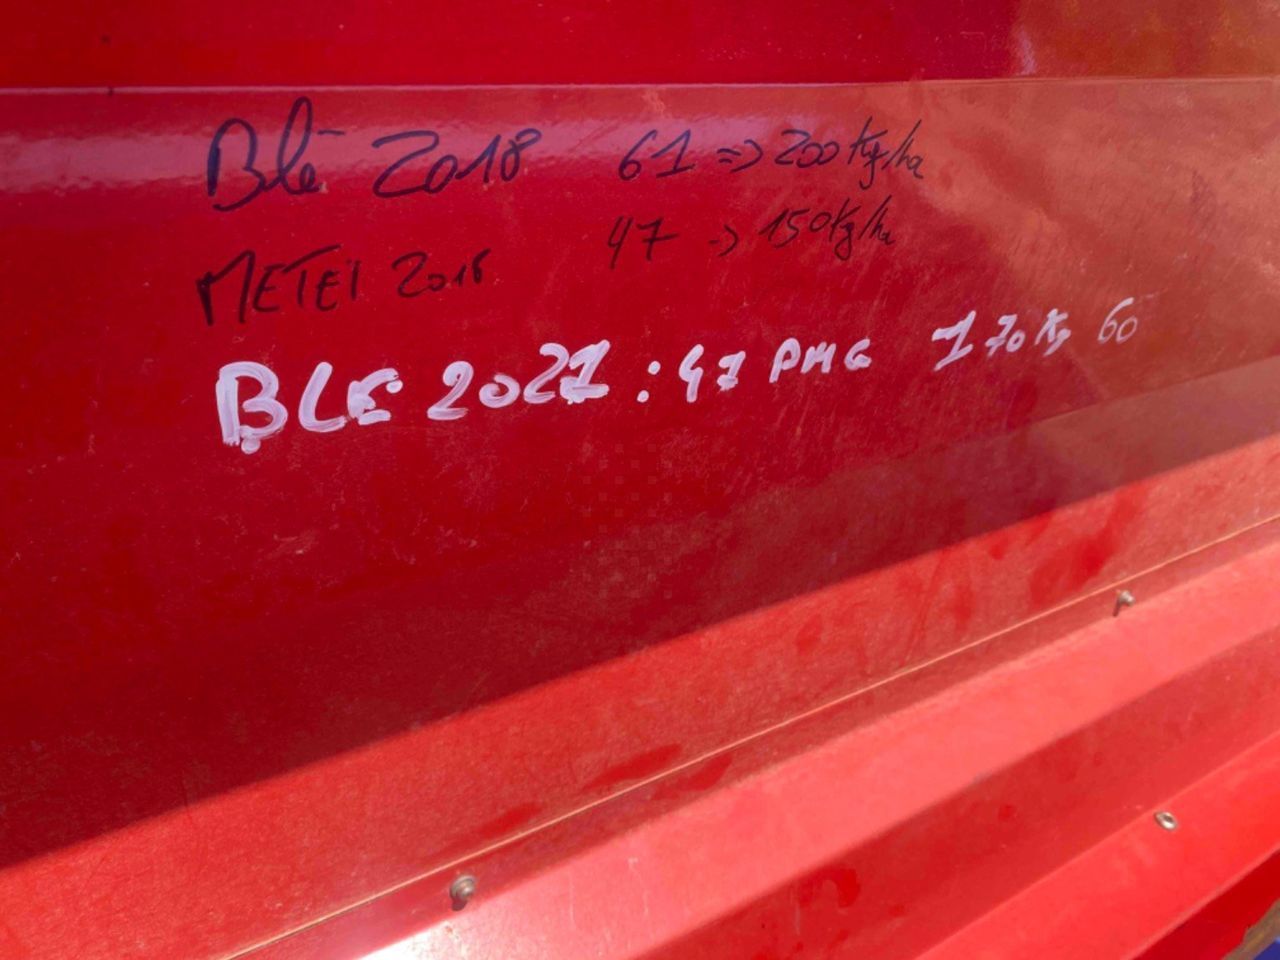 Blé 2018 61 => 200 Kg/ha
METEI 2018 47 -> 150 Kg/ha
BLE 2021 : 47 PMG 170 Kg 60